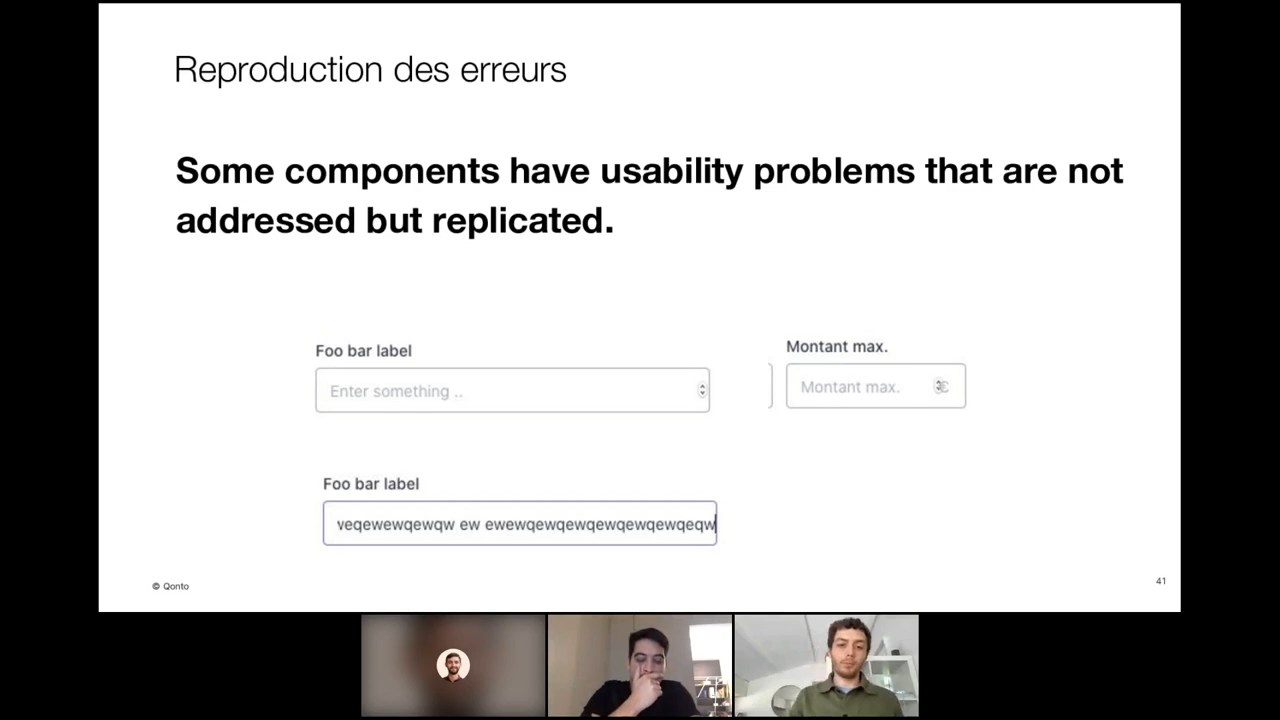 Reproduction des erreurs
Some components have usability problems that are not
addressed but replicated.
Foo bar label
Enter something ..
Montant max.
Montant max.
Foo bar label
veqewewqewqw ew ewewqewqewqewqewqewqeqw
© Qonto
41